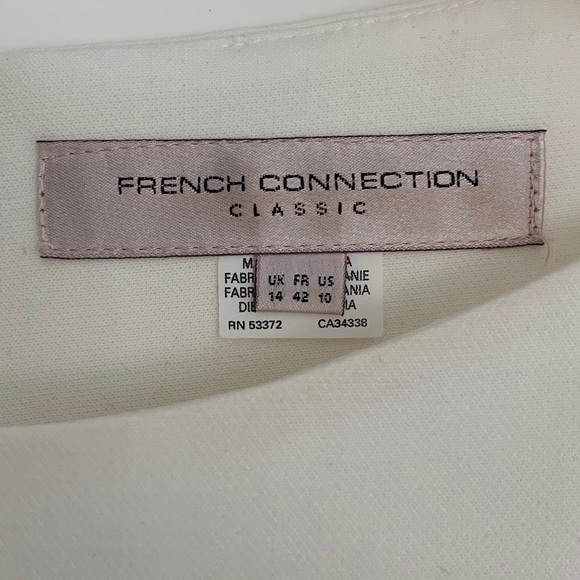 FRENCH CONNECTION
CLASSIC
UK FR US
14 42 10
RN 53372 CA34338